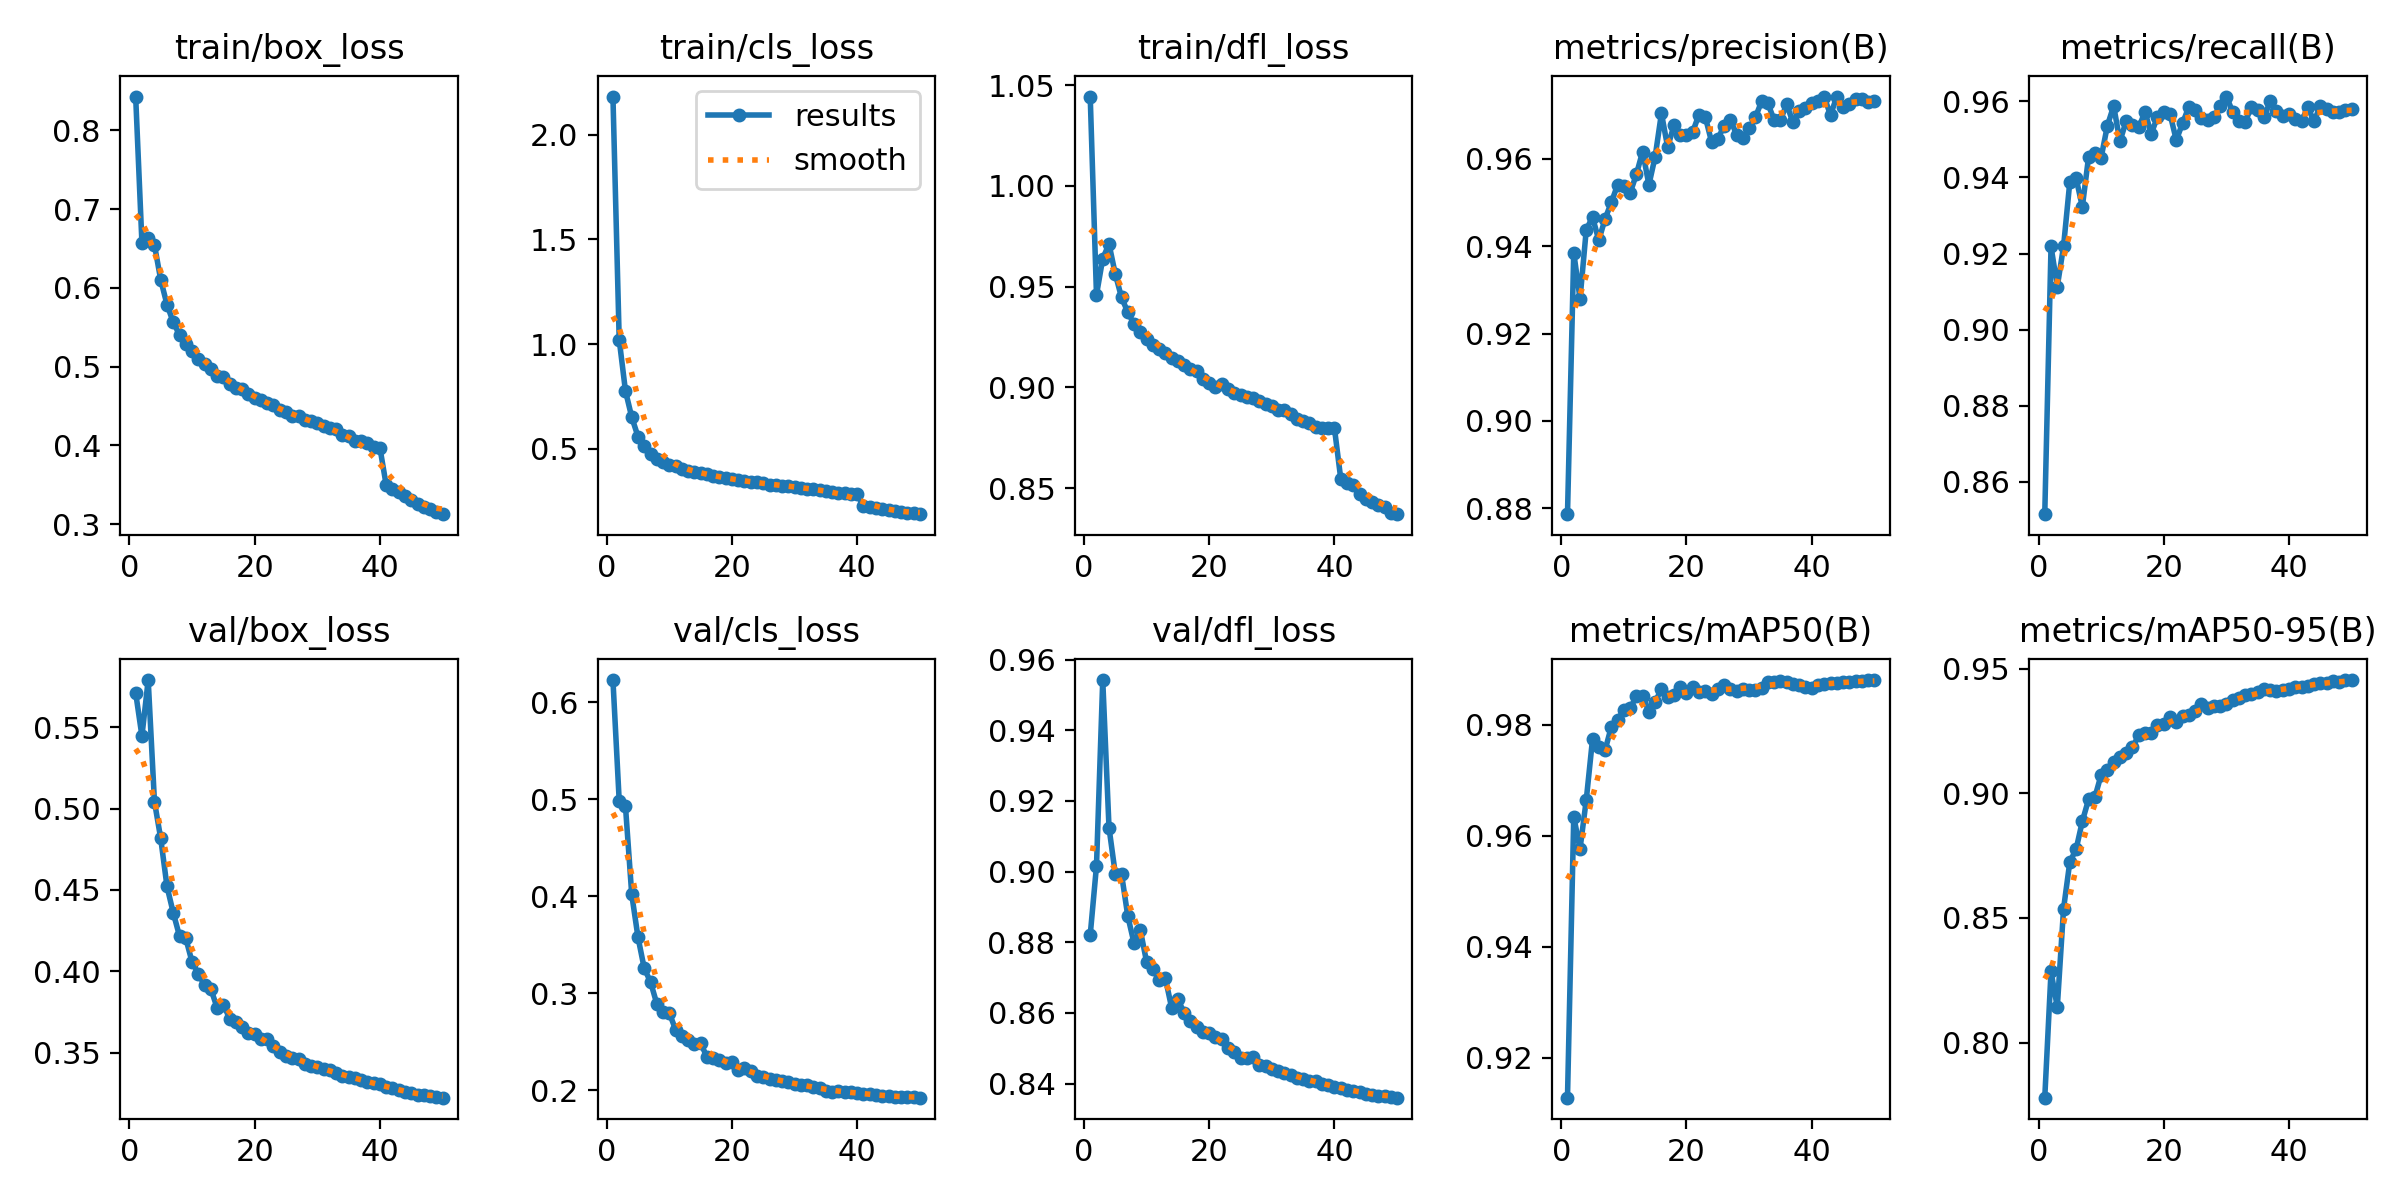 train/box_loss
0.8
0.7
0.6
0.5
0.4
0.3
0 20 40
train/cls_loss
results
smooth
2.0
1.5
1.0
0.5
0 20 40
train/dfl_loss
1.05
1.00
0.95
0.90
0.85
0 20 40
metrics/precision(B)
0.96
0.94
0.92
0.90
0.88
0 20 40
metrics/recall(B)
0.96
0.94
0.92
0.90
0.88
0.86
0 20 40
val/box_loss
0.55
0.50
0.45
0.40
0.35
0 20 40
val/cls_loss
0.6
0.5
0.4
0.3
0.2
0 20 40
val/dfl_loss
0.96
0.94
0.92
0.90
0.88
0.86
0.84
0 20 40
metrics/mAP50(B)
0.98
0.96
0.94
0.92
0 20 40
metrics/mAP50-95(B)
0.95
0.90
0.85
0.80
0 20 40